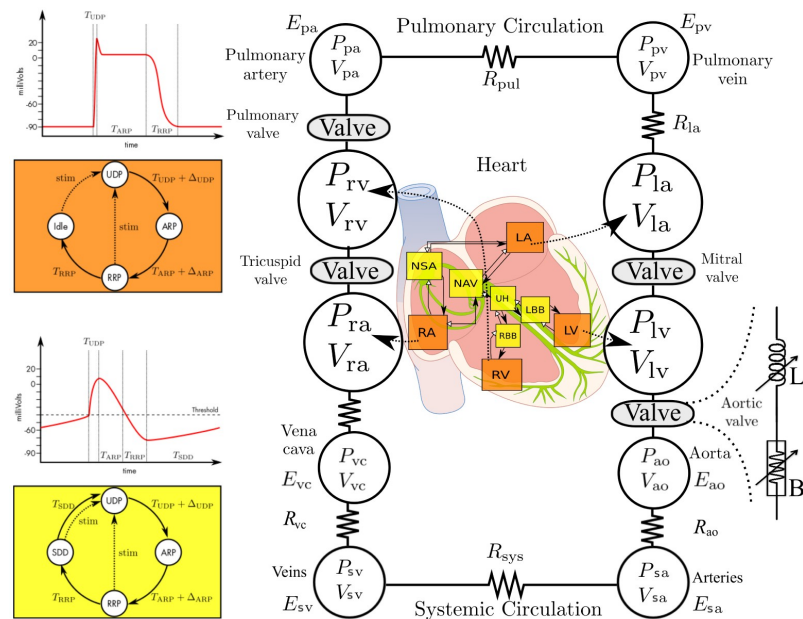 T_UDP
milliVolts
20
0
-60
-90
T_ARP
T_RRP
time
stim
UDP
T_UDP + Δ_UDP
Idle
stim
ARP
T_RRP
RRP
T_ARP + Δ_ARP
T_UDP
milliVolts
20
0
Threshold
-60
-90
T_ARP
T_RRP
T_SDD
time
T_SDD
UDP
T_UDP + Δ_UDP
stim
SDD
stim
ARP
T_RRP
RRP
T_ARP + Δ_ARP
E_pa
Pulmonary Circulation
E_pv
Pulmonary
artery
P_pa
V_pa
R_pul
P_pv
V_pv
Pulmonary
vein
Pulmonary
valve
Valve
R_la
P_rv
V_rv
Heart
P_la
V_la
Tricuspid
valve
Valve
Valve
Mitral
valve
LA
NSA
NAV
UH
LBB
RA
RBB
LV
RV
P_ra
V_ra
P_lv
V_lv
Valve
Aortic
valve
L
B
Vena
cava
E_vc
P_vc
V_vc
P_ao
V_ao
Aorta
E_ao
R_vc
R_ao
Veins
E_sv
P_sv
V_sv
R_sys
Systemic Circulation
P_sa
V_sa
Arteries
E_sa